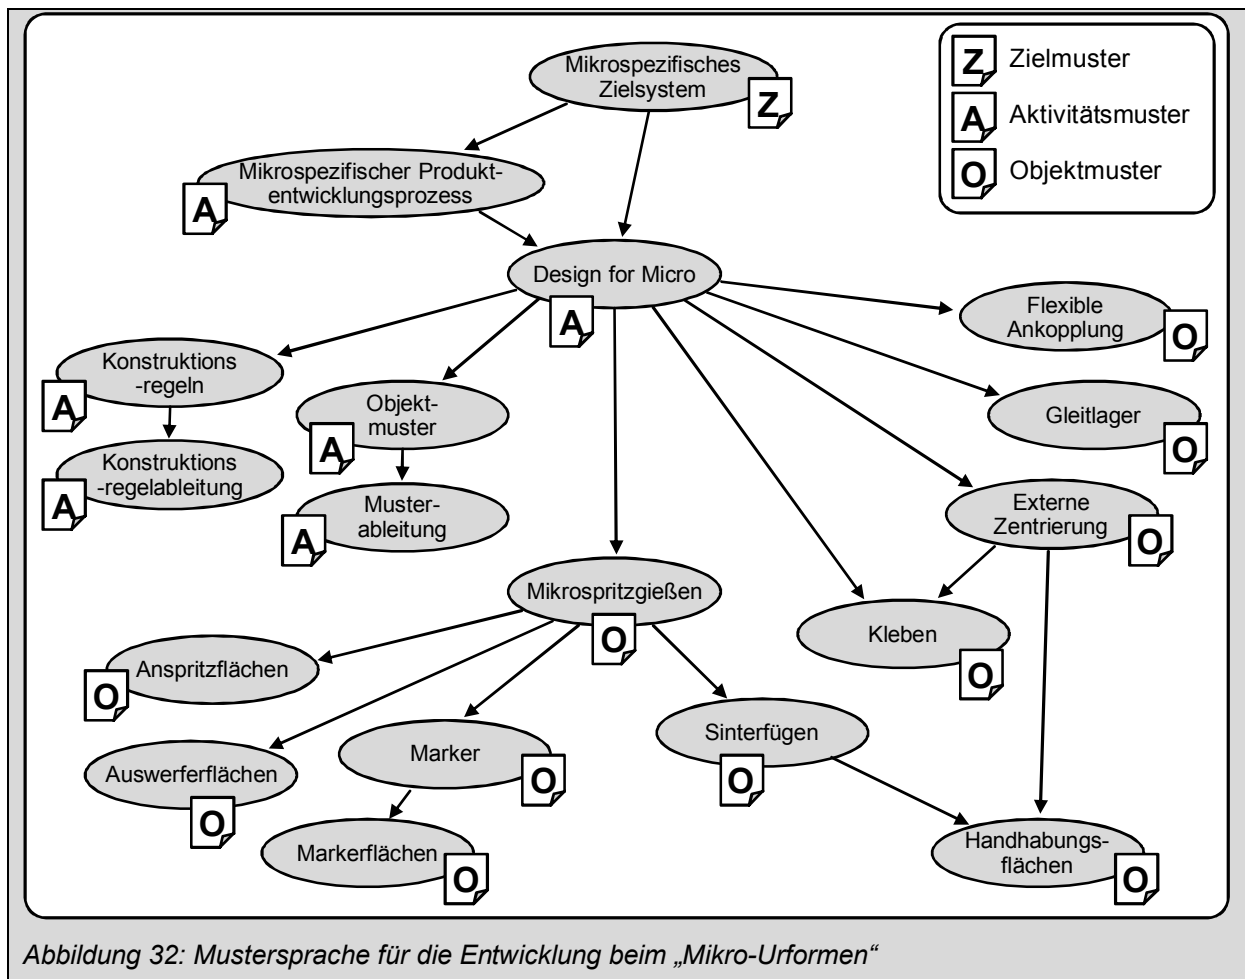 Mikrospezifisches
Zielsystem
Z
Z Zielmuster
A Aktivitätsmuster
O Objektmuster
Mikrospezifischer Produkt-
entwicklungsprozess
A
Design for Micro
A
Flexible
Ankopplung
O
Konstruktions
-regeln
A
Objekt-
muster
A
Gleitlager
O
Konstruktions
-regelableitung
A
Muster-
ableitung
A
Externe
Zentrierung
O
Mikrospritzgießen
O
Kleben
O
Anspritzflächen
O
Sinterfügen
O
Marker
O
Auswerferflächen
O
Markerflächen
O
Handhabungs-
flächen
O
Abbildung 32: Mustersprache für die Entwicklung beim „Mikro-Urformen“